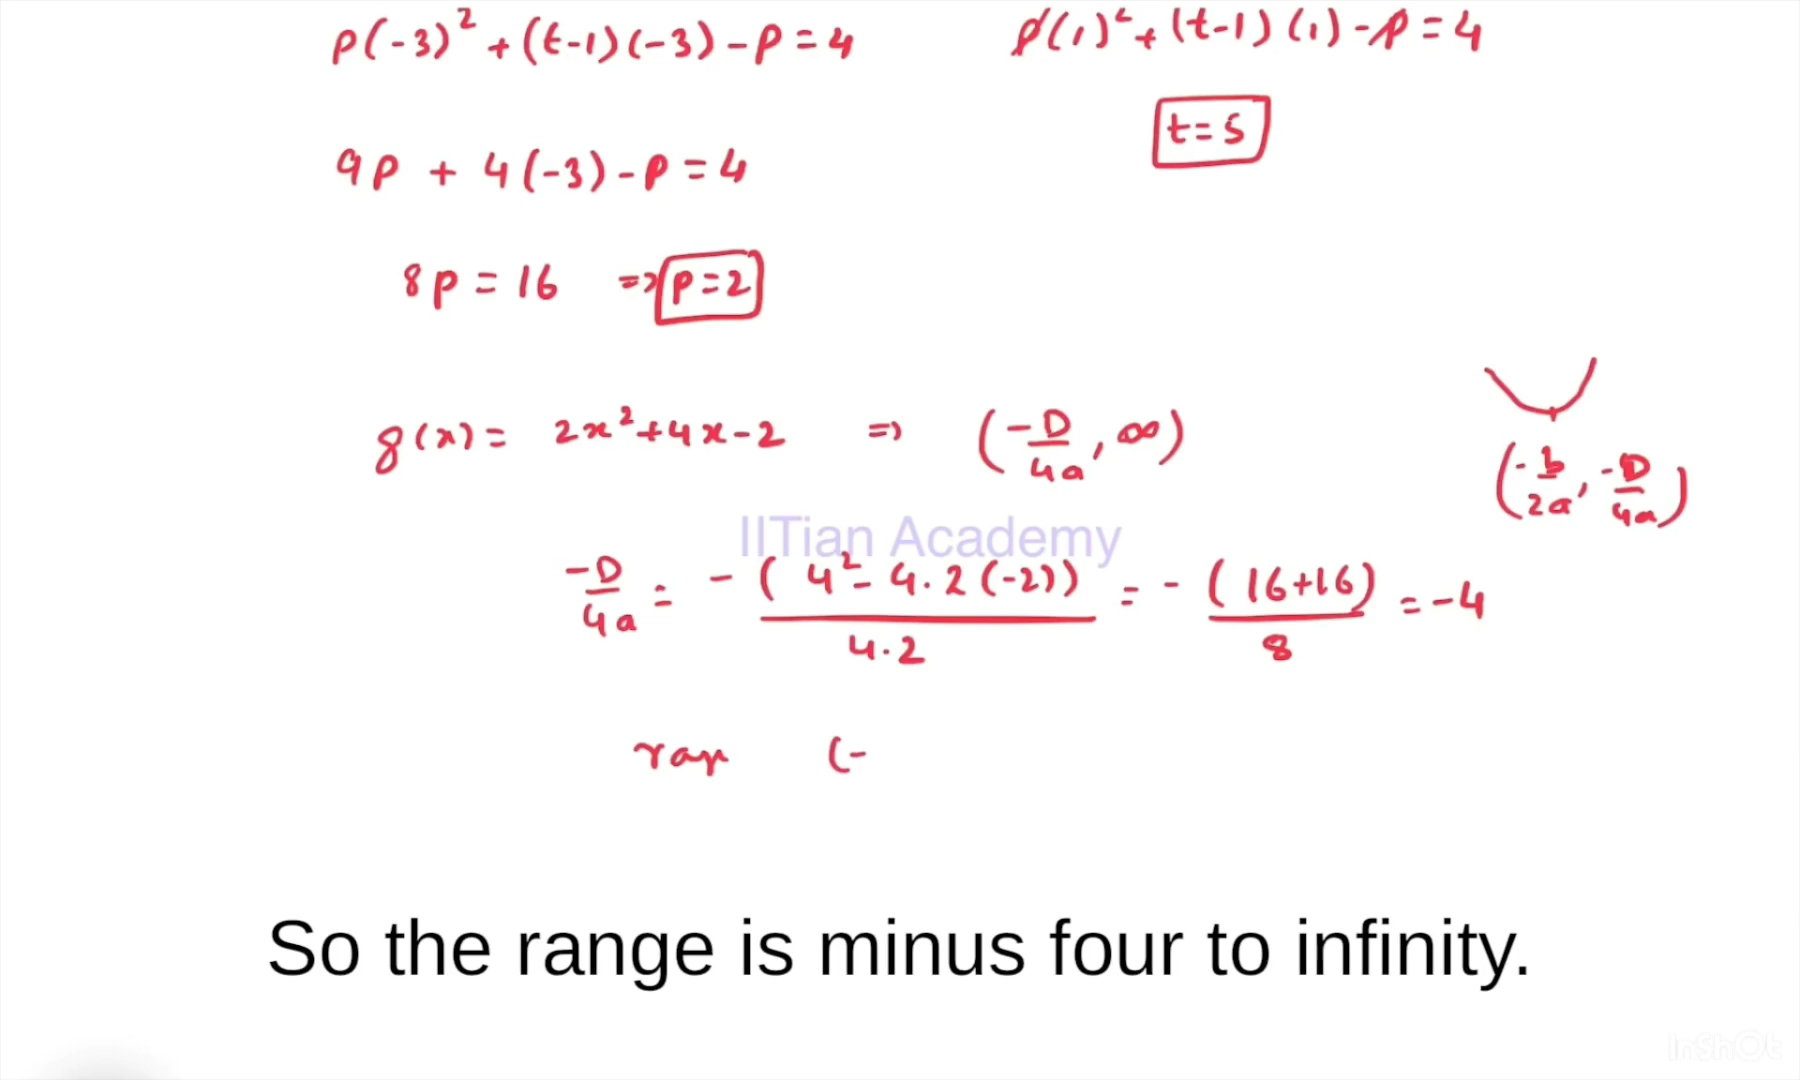 p(-3)² + (t-1)(-3) - p = 4
p(1)² + (t-1)(1) - p = 4
t = 5
9p + 4(-3) - p = 4
8p = 16 => p = 2
g(x) = 2x² + 4x - 2 => (-D/4a, ∞)
(-b/2a, -D/4a)
IITian Academy
-D/4a = -(4² - 4·2(-2))/4·2 = -(16+16)/8 = -4
ran (-
So the range is minus four to infinity.
InShOt